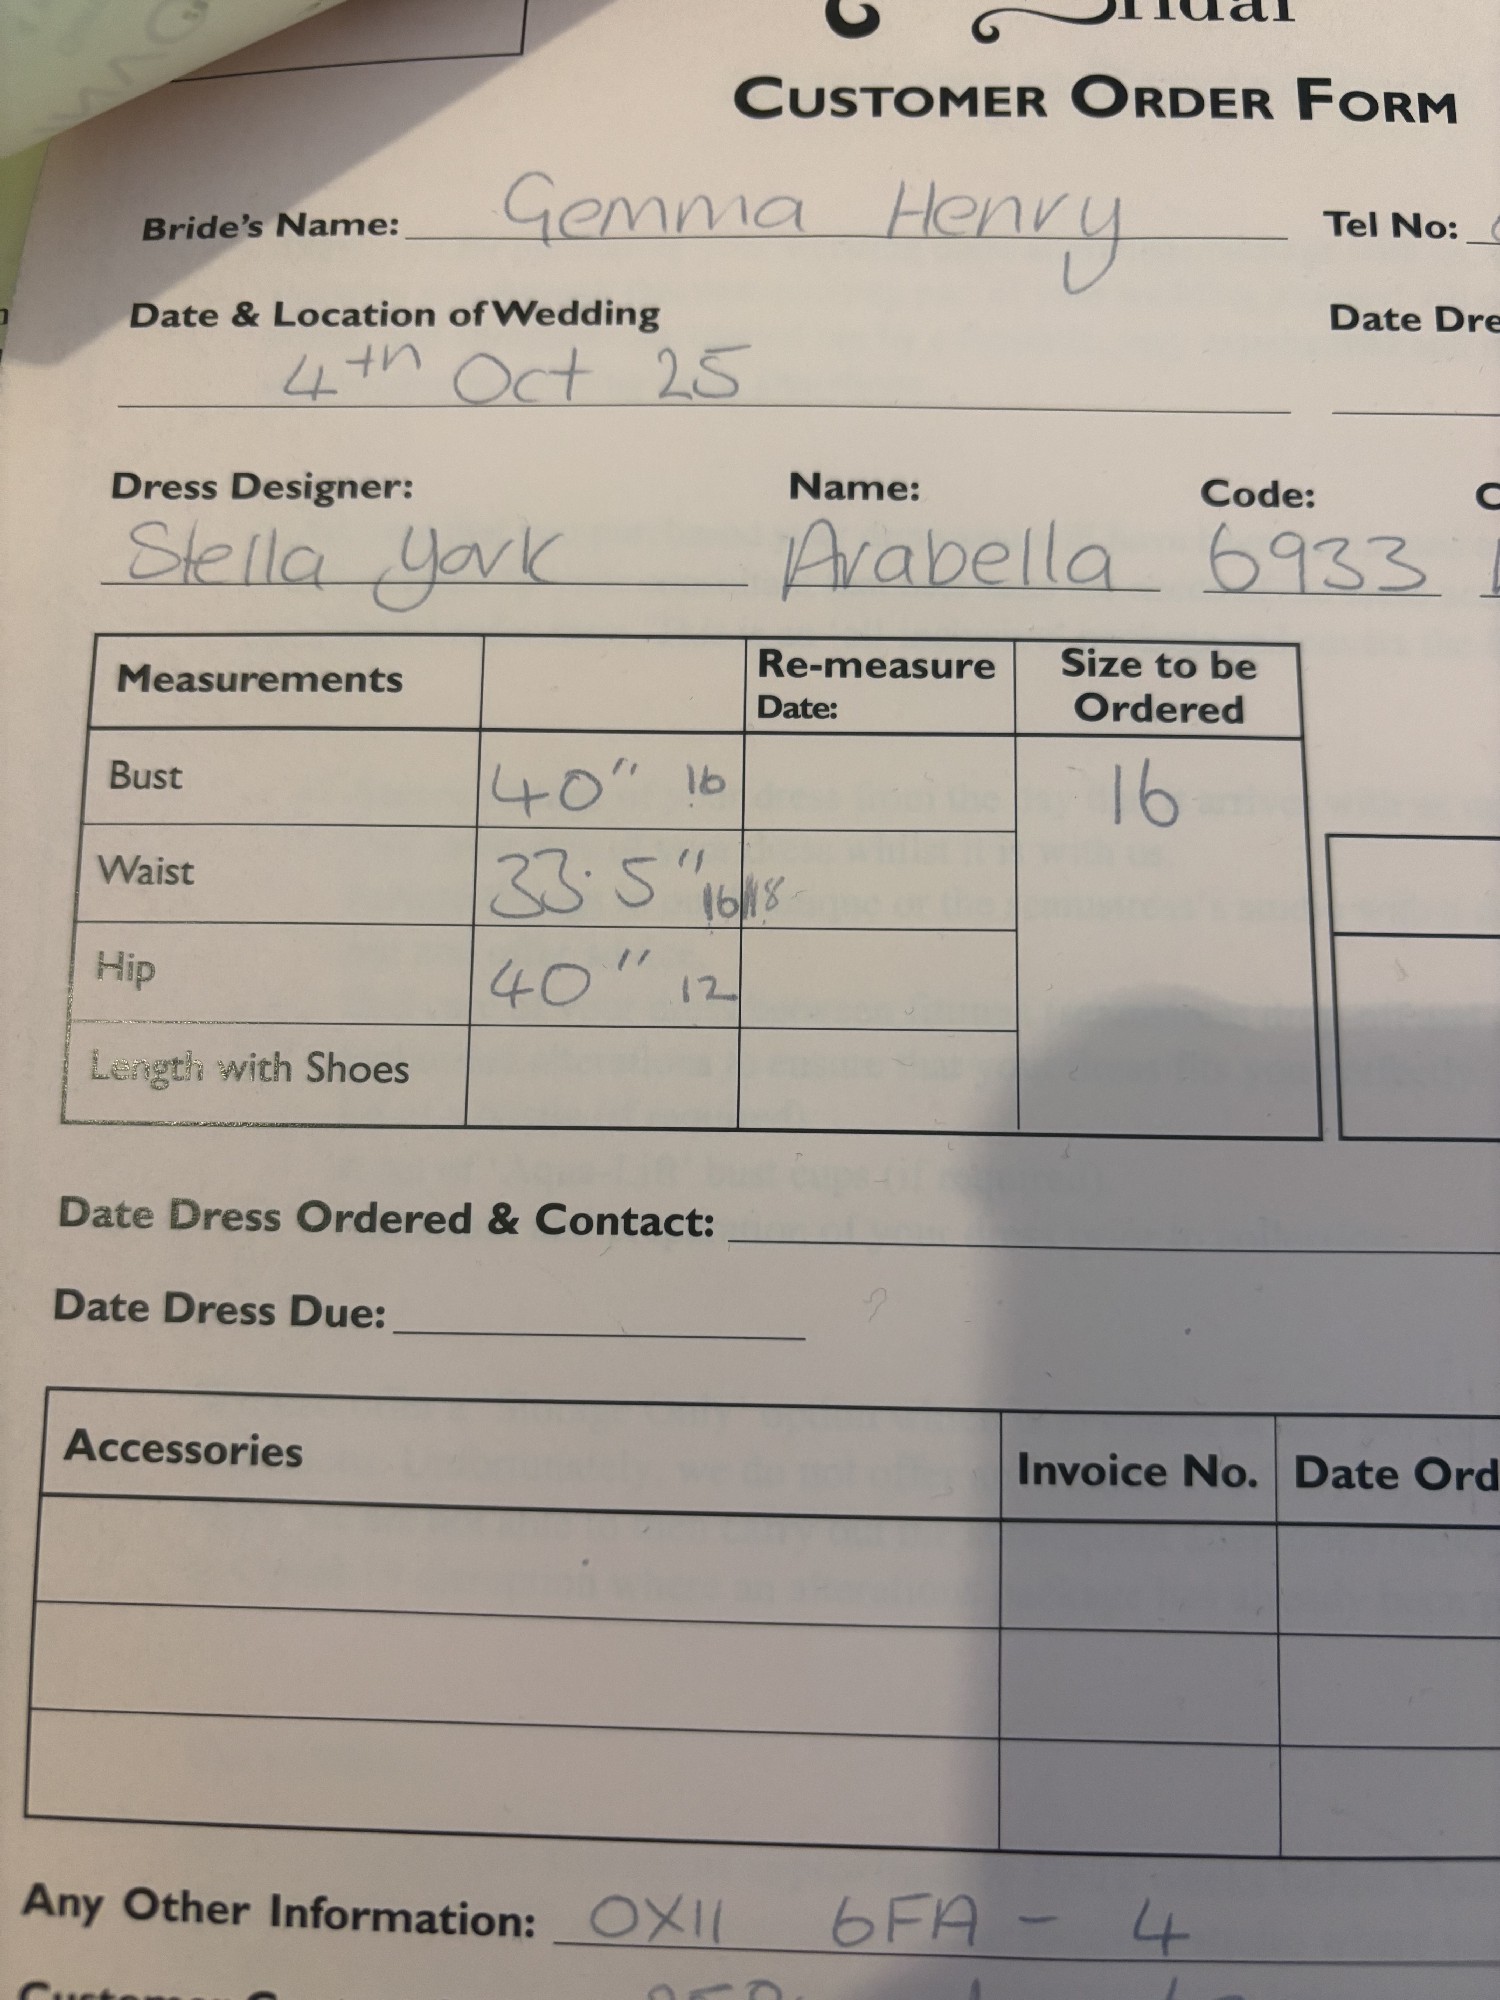 Bridal
CUSTOMER ORDER FORM
Bride's Name: Gemma Henry Tel No:
Date & Location of Wedding Date Dre
4th Oct 25
Dress Designer: Name: Code:
Stella York Arabella 6933
Measurements Re-measure Date: Size to be Ordered
Bust 40" 16 16
Waist 33.5" 16/18
Hip 40" 12
Length with Shoes
Date Dress Ordered & Contact:
Date Dress Due:
Accessories Invoice No. Date Ord
Any Other Information: OX11 6FA - 4
Customer